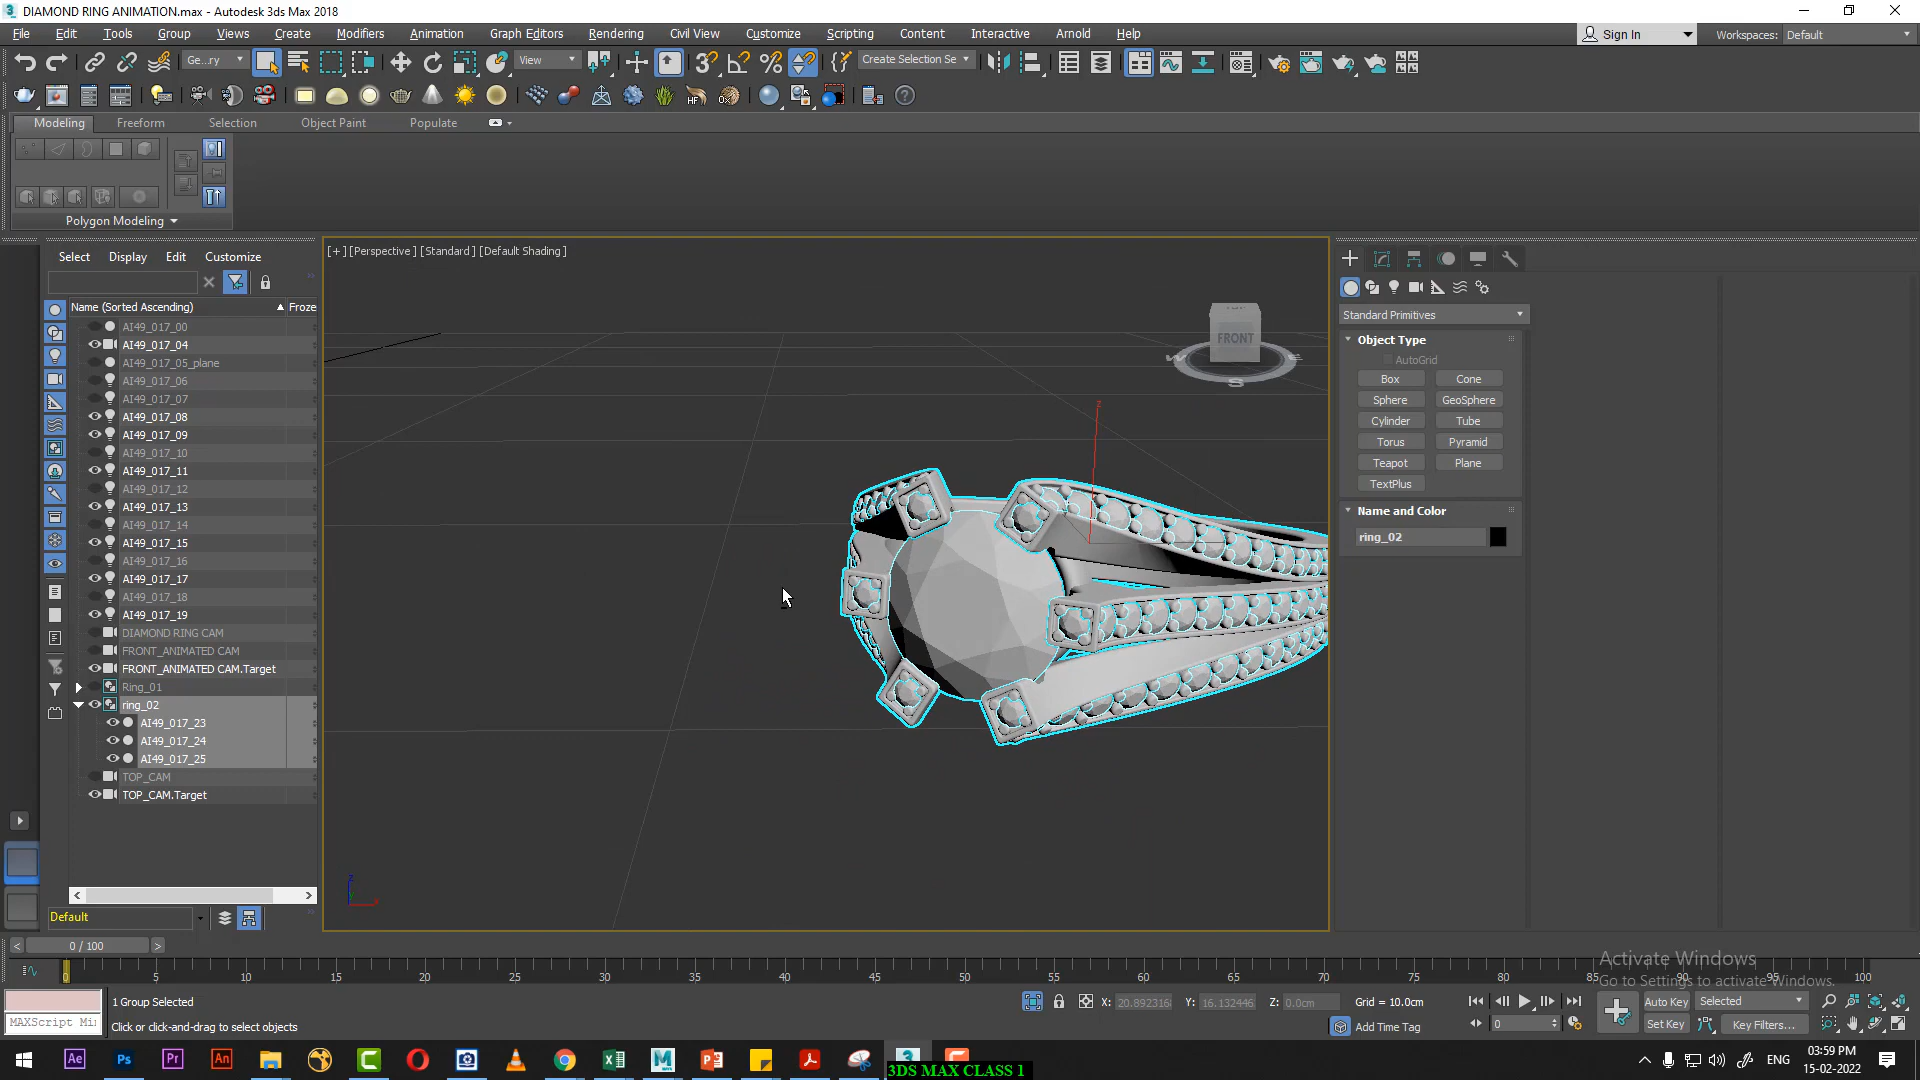 DIAMOND RING ANIMATION.max - Autodesk 3ds Max 2018
File Edit Tools Group Views Create Modifiers Animation Graph Editors Rendering Civil View Customize Scripting Content Interactive Arnold Help Sign In Workspaces: Default
Ge...ry View Create Selection Se
Modeling Freeform Selection Object Paint Populate
Polygon Modeling
Select Display Edit Customize
[+] [Perspective] [Standard] [Default Shading]
Name (Sorted Ascending) Froze
AI49_017_00
AI49_017_04
AI49_017_05_plane
AI49_017_06
AI49_017_07
AI49_017_08
AI49_017_09
AI49_017_10
AI49_017_11
AI49_017_12
AI49_017_13
AI49_017_14
AI49_017_15
AI49_017_16
AI49_017_17
AI49_017_18
AI49_017_19
DIAMOND RING CAM
FRONT_ANIMATED CAM
FRONT_ANIMATED CAM.Target
Ring_01
ring_02
AI49_017_23
AI49_017_24
AI49_017_25
TOP_CAM
TOP_CAM.Target
Default
FRONT
W E
S
z
Standard Primitives
Object Type
AutoGrid
Box Cone
Sphere GeoSphere
Cylinder Tube
Torus Pyramid
Teapot Plane
TextPlus
Name and Color
ring_02
0 / 100
0 5 10 15 20 25 30 35 40 45 50 55 60 65 70 75 80 85 90 95 100
Activate Windows
Go to Settings to activate Windows.
1 Group Selected
X: 20.892316 Y: 16.132446 Z: 0.0cm Grid = 10.0cm
Auto Key Selected
MAXScript Mi
Click or click-and-drag to select objects
Add Time Tag
0
Set Key Key Filters...
3DS MAX CLASS 1
ENG
03:59 PM
15-02-2022